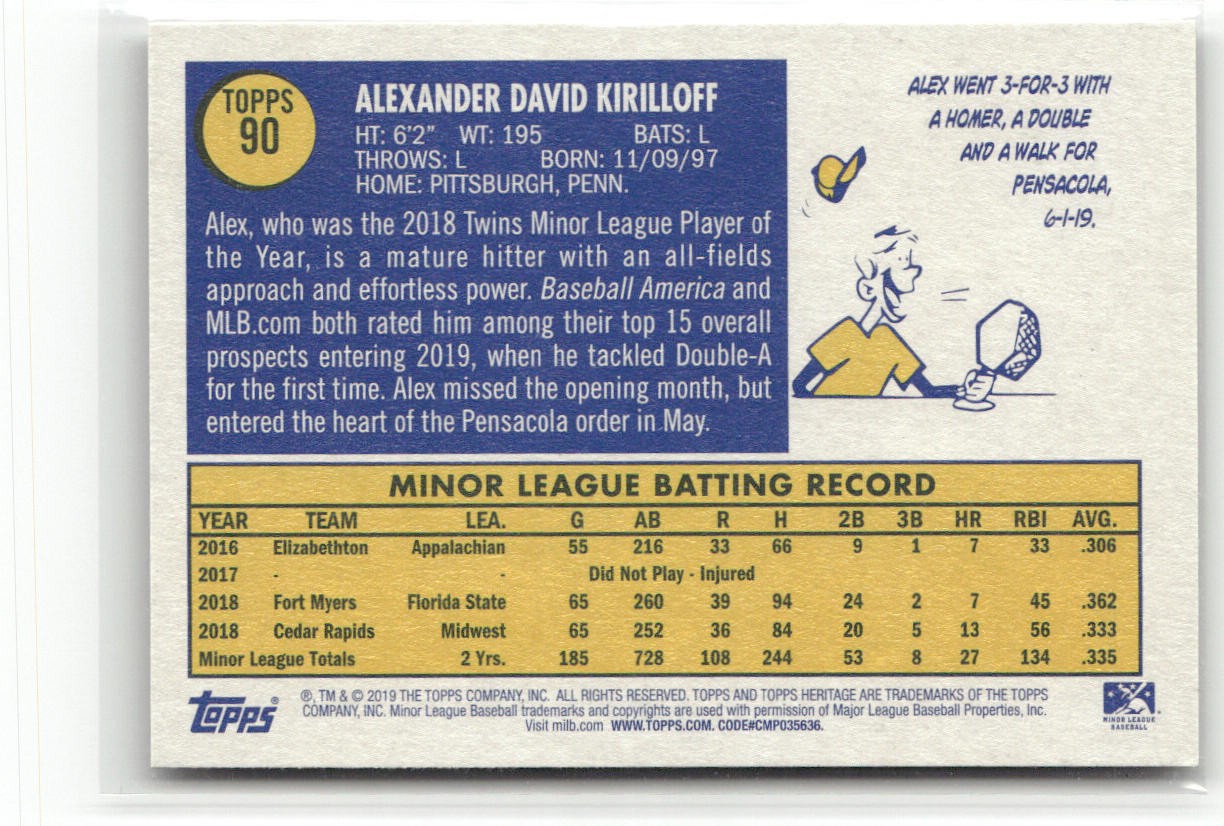 TOPPS
90
ALEXANDER DAVID KIRILLOFF
HT: 6'2" WT: 195 BATS: L
THROWS: L BORN: 11/09/97
HOME: PITTSBURGH, PENN.
Alex, who was the 2018 Twins Minor League Player of
the Year, is a mature hitter with an all-fields
approach and effortless power. Baseball America and
MLB.com both rated him among their top 15 overall
prospects entering 2019, when he tackled Double-A
for the first time. Alex missed the opening month, but
entered the heart of the Pensacola order in May.
ALEX WENT 3-FOR-3 WITH
A HOMER, A DOUBLE
AND A WALK FOR
PENSACOLA,
6-1-19.
MINOR LEAGUE BATTING RECORD
YEAR TEAM LEA. G AB R H 2B 3B HR RBI AVG.
2016 Elizabethton Appalachian 55 216 33 66 9 1 7 33 .306
2017 - - Did Not Play - Injured
2018 Fort Myers Florida State 65 260 39 94 24 2 7 45 .362
2018 Cedar Rapids Midwest 65 252 36 84 20 5 13 56 .333
Minor League Totals 2 Yrs. 185 728 108 244 53 8 27 134 .335
Topps®
®, TM & © 2019 THE TOPPS COMPANY, INC. ALL RIGHTS RESERVED. TOPPS AND TOPPS HERITAGE ARE TRADEMARKS OF THE TOPPS
COMPANY, INC. Minor League Baseball trademarks and copyrights are used with permission of Major League Baseball Properties, Inc.
Visit milb.com WWW.TOPPS.COM. CODE#CMP035636.
MINOR LEAGUE
BASEBALL